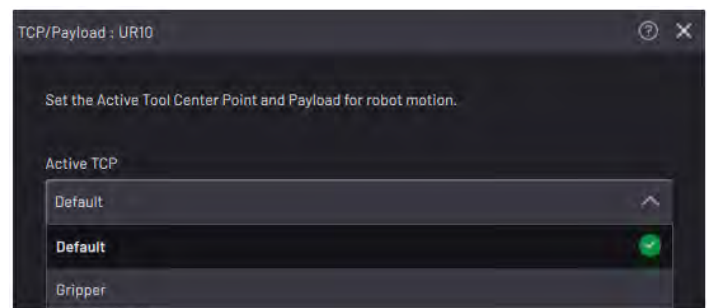 TCP/Payload : UR10
Set the Active Tool Center Point and Payload for robot motion.
Active TCP
Default
Default
Gripper